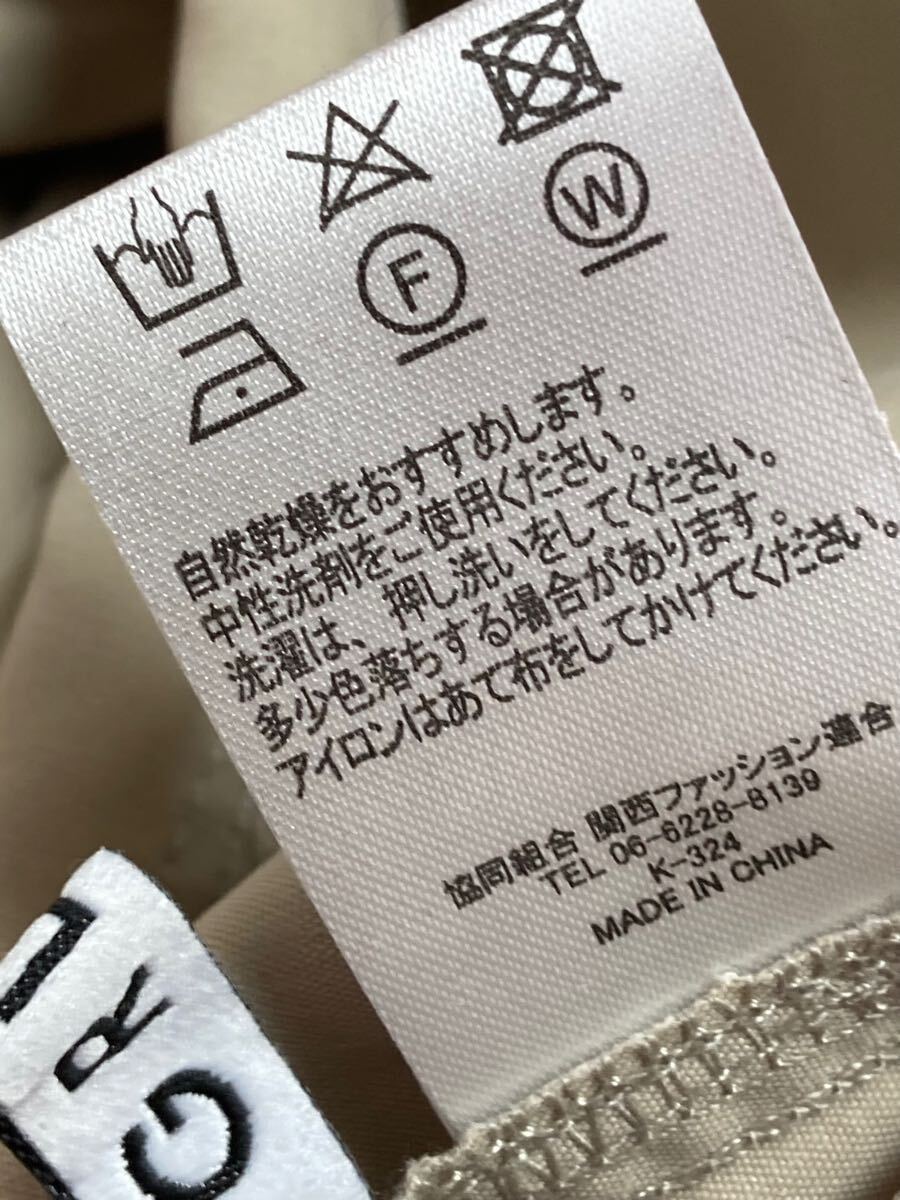 F
W
自然乾燥をおすすめします。
中性洗剤をご使用ください。
洗濯は、押し洗いをしてください。
多少色落ちする場合があります。
アイロンはあて布をしてかけてください。
協同組合 関西ファッション連合
TEL 06-6228-8139
K-324
MADE IN CHINA
R
G